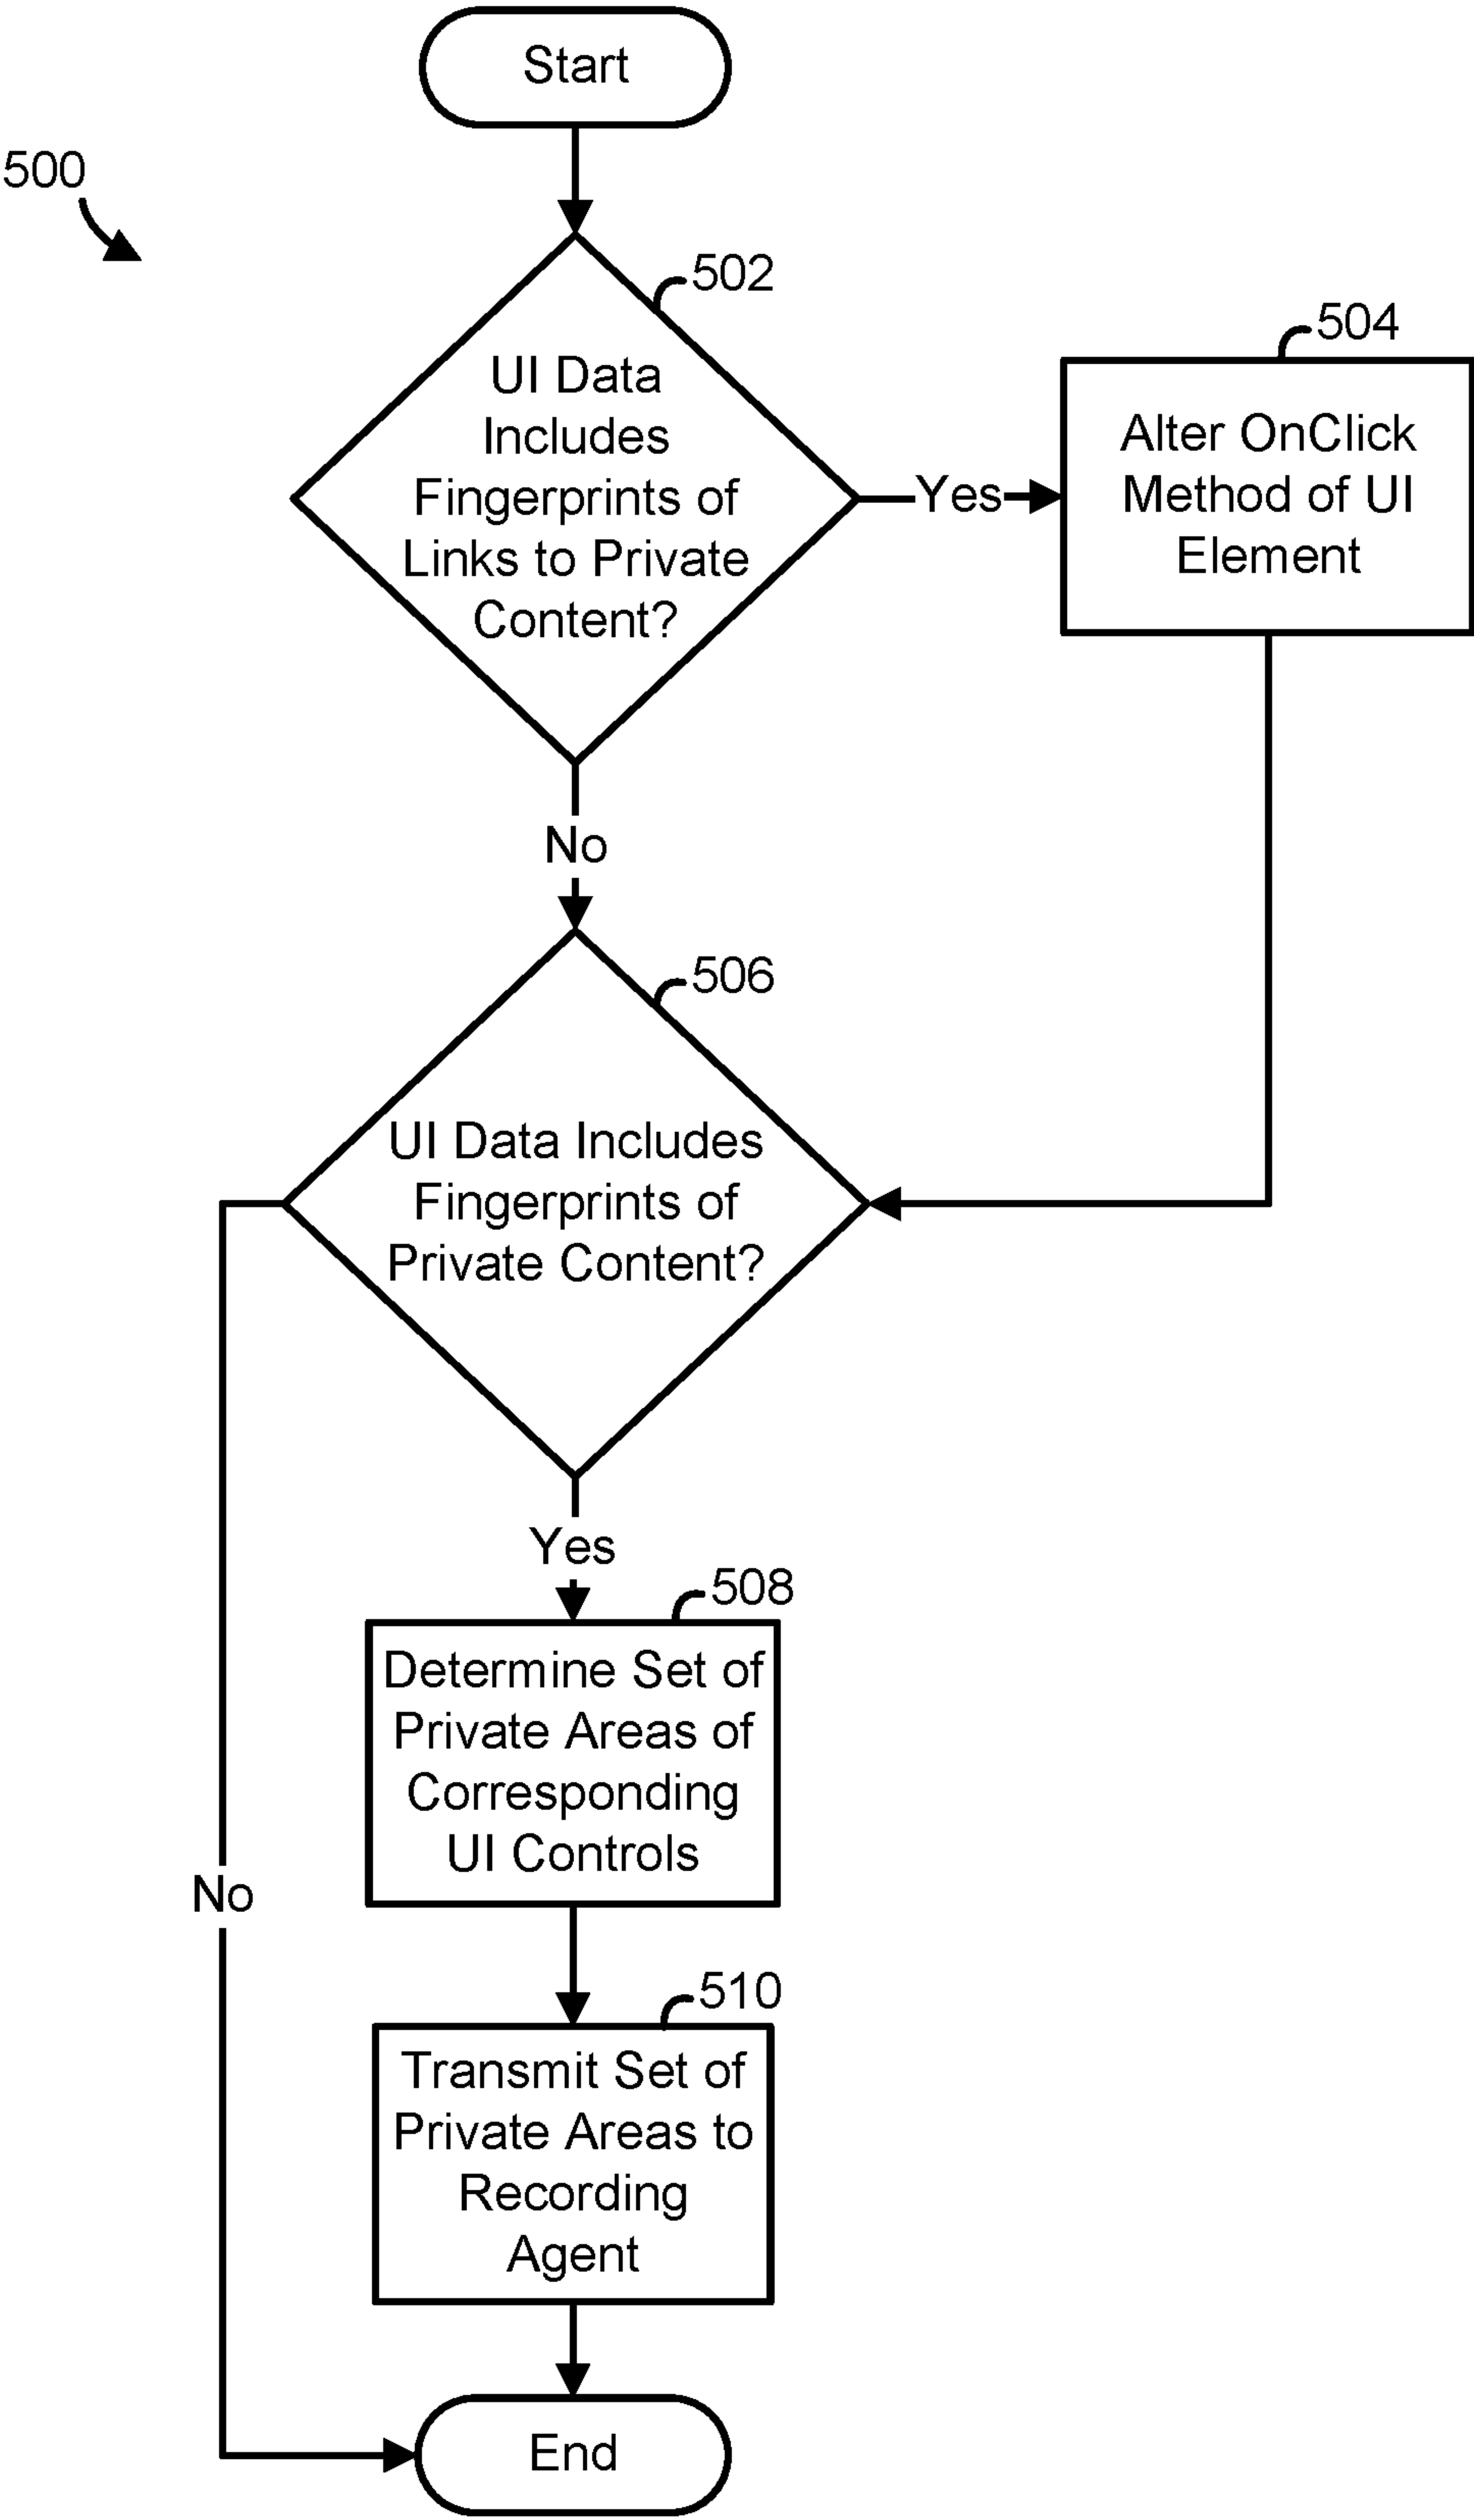 Start
500
502
UI Data
Includes
Fingerprints of
Links to Private
Content?
Yes
504
Alter OnClick
Method of UI
Element
No
506
UI Data Includes
Fingerprints of
Private Content?
Yes
508
Determine Set of
Private Areas of
Corresponding
UI Controls
No
510
Transmit Set of
Private Areas to
Recording
Agent
End